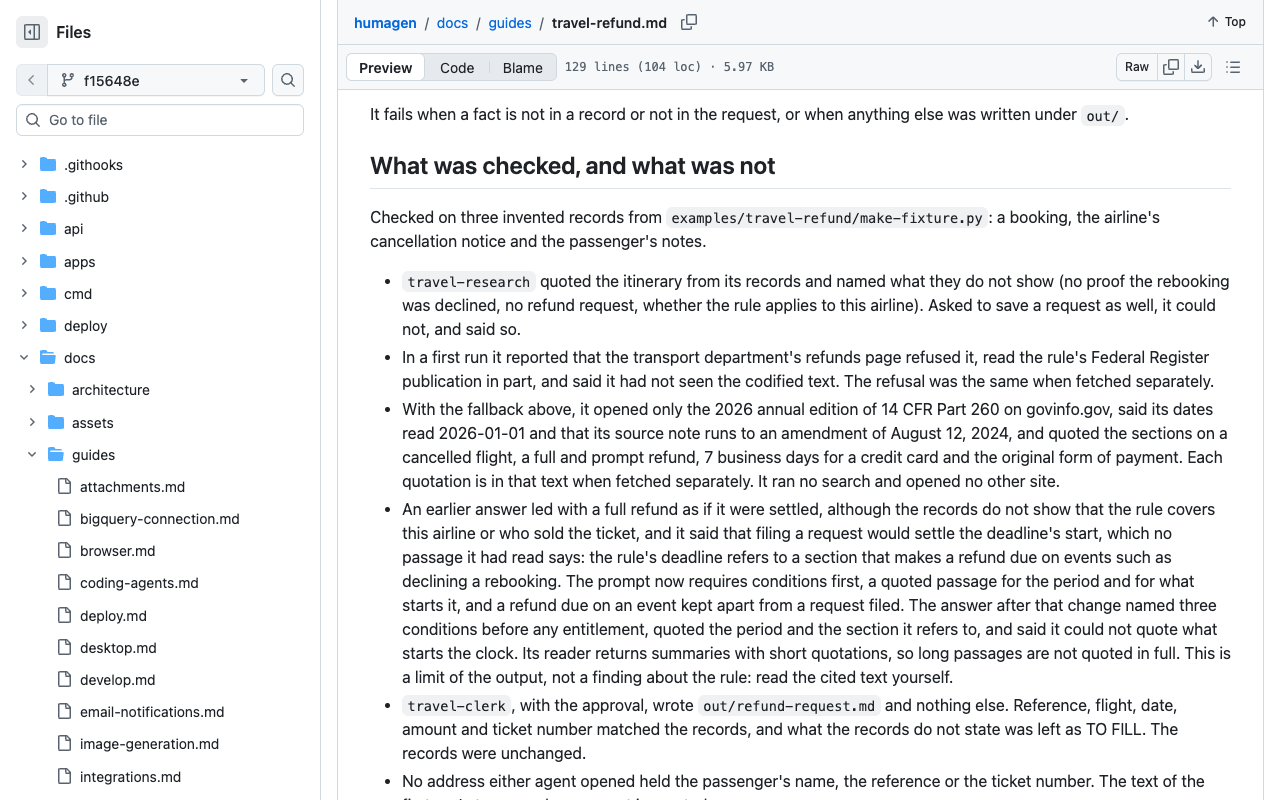 Files
f15648e
Go to file
.githooks
.github
api
apps
cmd
deploy
docs
architecture
assets
guides
attachments.md
bigquery-connection.md
browser.md
coding-agents.md
deploy.md
desktop.md
develop.md
email-notifications.md
image-generation.md
integrations.md
humagen / docs / guides / travel-refund.md
Top
Preview Code Blame 129 lines (104 loc) · 5.97 KB
Raw
It fails when a fact is not in a record or not in the request, or when anything else was written under out/ .
What was checked, and what was not
Checked on three invented records from examples/travel-refund/make-fixture.py : a booking, the airline's
cancellation notice and the passenger's notes.
• travel-research quoted the itinerary from its records and named what they do not show (no proof the rebooking
was declined, no refund request, whether the rule applies to this airline). Asked to save a request as well, it could
not, and said so.
• In a first run it reported that the transport department's refunds page refused it, read the rule's Federal Register
publication in part, and said it had not seen the codified text. The refusal was the same when fetched separately.
• With the fallback above, it opened only the 2026 annual edition of 14 CFR Part 260 on govinfo.gov, said its dates
read 2026-01-01 and that its source note runs to an amendment of August 12, 2024, and quoted the sections on a
cancelled flight, a full and prompt refund, 7 business days for a credit card and the original form of payment. Each
quotation is in that text when fetched separately. It ran no search and opened no other site.
• An earlier answer led with a full refund as if it were settled, although the records do not show that the rule covers
this airline or who sold the ticket, and it said that filing a request would settle the deadline's start, which no
passage it had read says: the rule's deadline refers to a section that makes a refund due on events such as
declining a rebooking. The prompt now requires conditions first, a quoted passage for the period and for what
starts it, and a refund due on an event kept apart from a request filed. The answer after that change named three
conditions before any entitlement, quoted the period and the section it refers to, and said it could not quote what
starts the clock. Its reader returns summaries with short quotations, so long passages are not quoted in full. This is
a limit of the output, not a finding about the rule: read the cited text yourself.
• travel-clerk , with the approval, wrote out/refund-request.md and nothing else. Reference, flight, date,
amount and ticket number matched the records, and what the records do not state was left as TO FILL. The
records were unchanged.
• No address either agent opened held the passenger's name, the reference or the ticket number. The text of the